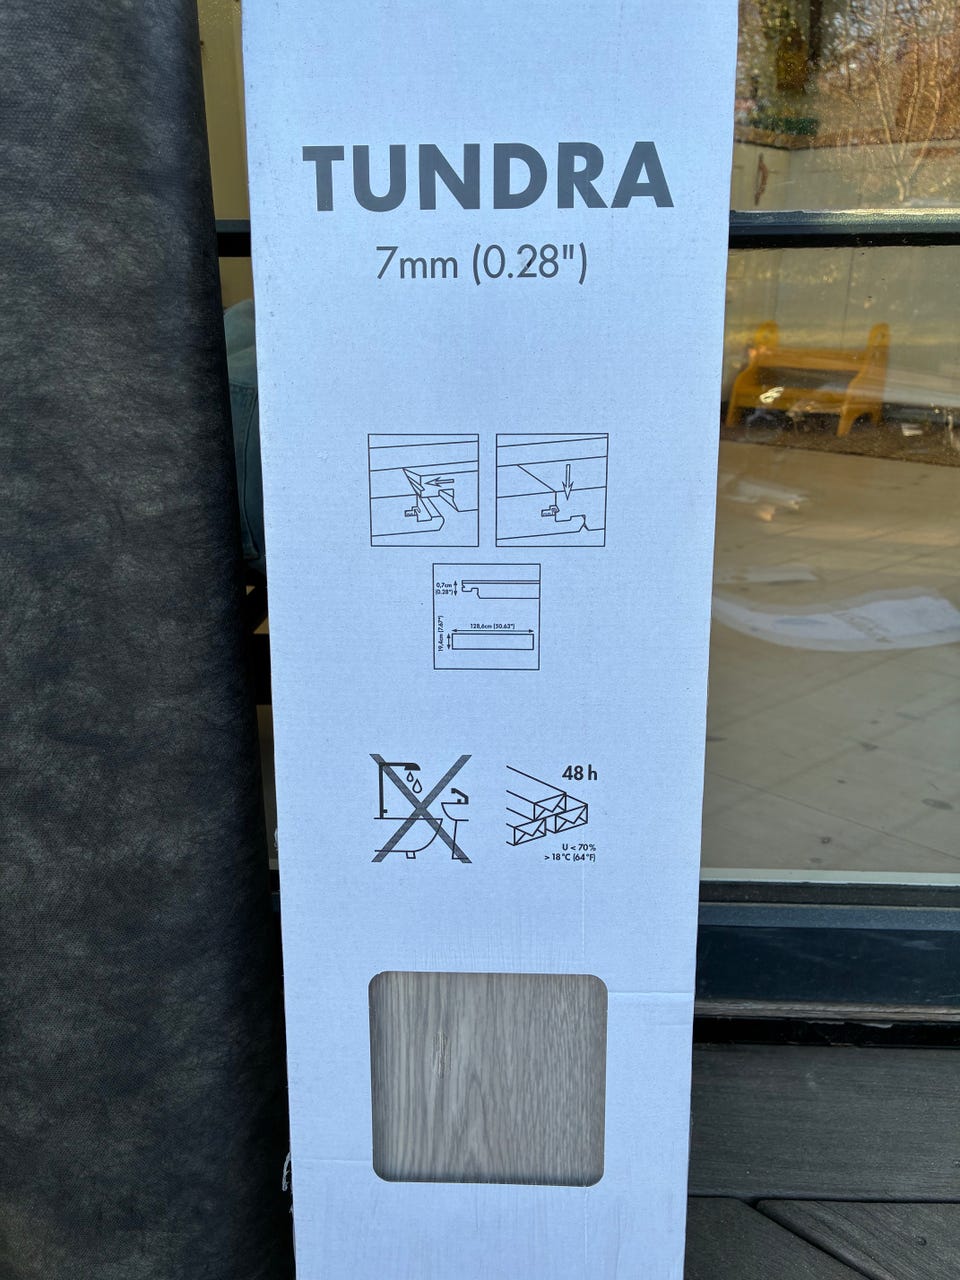 TUNDRA
7mm (0.28")
0,7cm
(0.28")
128,6cm (50.63")
19,4cm (7.67")
48 h
U < 70%
> 18°C (64°F)